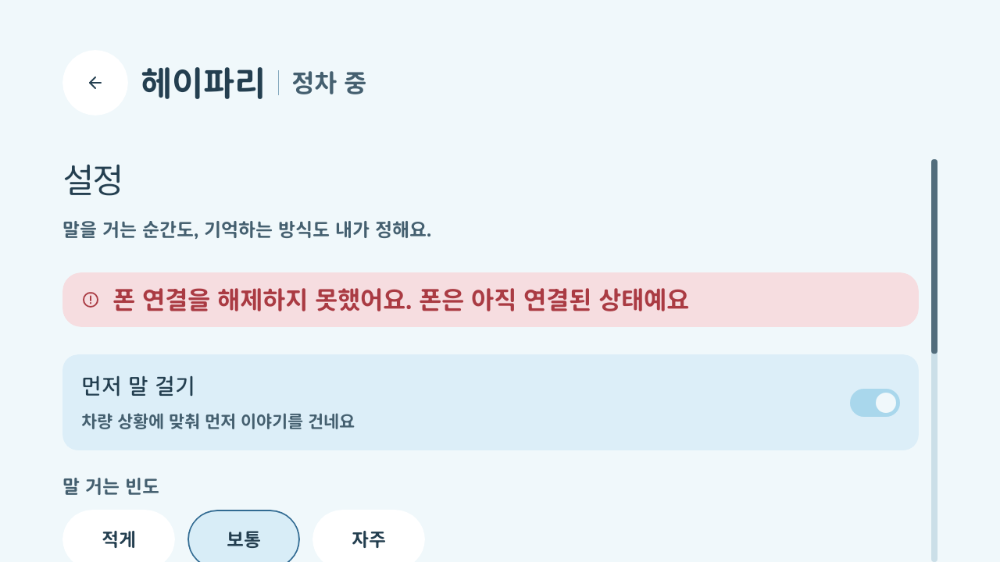 헤이파리 | 정차 중
설정
말을 거는 순간도, 기억하는 방식도 내가 정해요.
폰 연결을 해제하지 못했어요. 폰은 아직 연결된 상태예요
먼저 말 걸기
차량 상황에 맞춰 먼저 이야기를 건네요
말 거는 빈도
적게 보통 자주